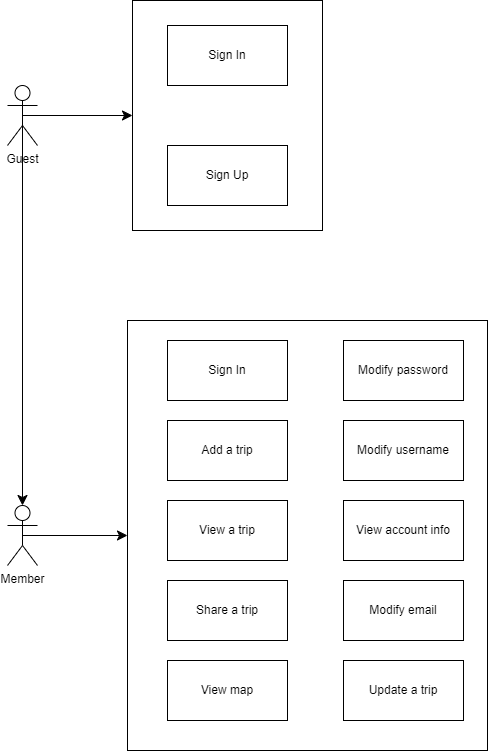 Sign In
Guest
Sign Up
Sign In
Modify password
Add a trip
Modify username
View a trip
View account info
Member
Share a trip
Modify email
View map
Update a trip